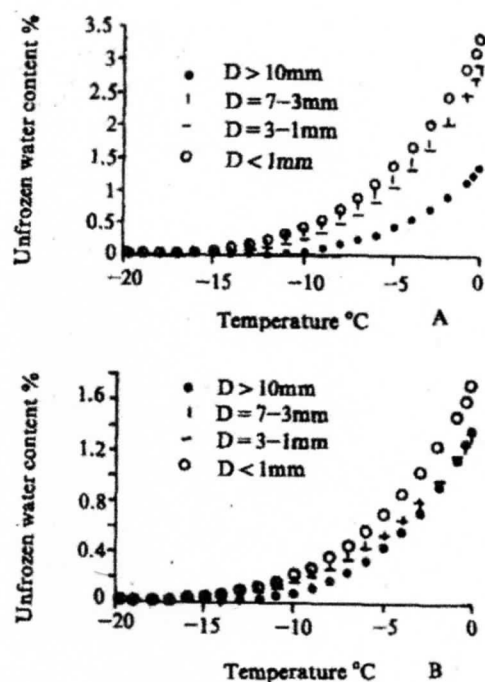 Unfrozen water content %
3.5
3
2.5
2
1.5
1
0.5
0
D > 10mm
D = 7-3mm
D = 3-1mm
D < 1mm
-20
-15
-10
-5
0
Temperature °C
A
Unfrozen water content %
1.6
1.2
0.8
0.4
0
D > 10mm
D = 7-3mm
D = 3-1mm
D < 1mm
-20
-15
-10
-5
0
Temperature °C
B